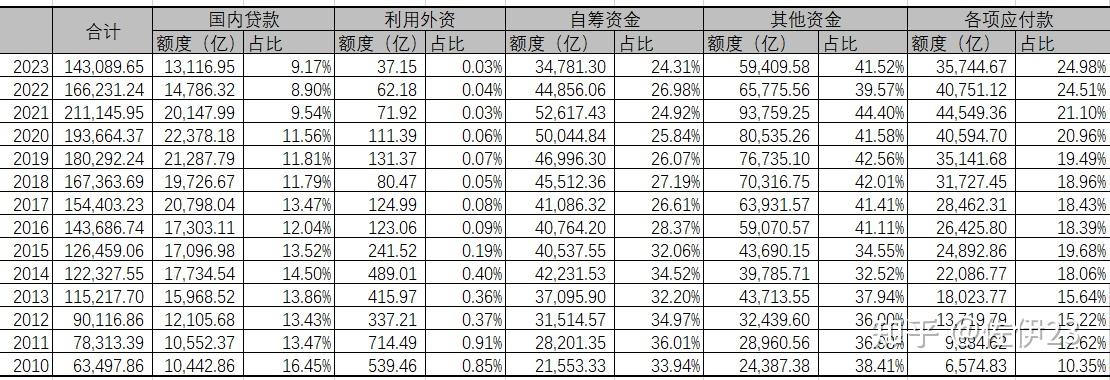 合计 国内贷款 利用外资 自筹资金 其他资金 各项应付款
额度（亿） 占比 额度（亿） 占比 额度（亿） 占比 额度（亿） 占比 额度（亿） 占比
2023 143,089.65 13,116.95 9.17% 37.15 0.03% 34,781.30 24.31% 59,409.58 41.52% 35,744.67 24.98%
2022 166,231.24 14,786.32 8.90% 62.18 0.04% 44,856.06 26.98% 65,775.56 39.57% 40,751.12 24.51%
2021 211,145.95 20,147.99 9.54% 71.92 0.03% 52,617.43 24.92% 93,759.25 44.40% 44,549.36 21.10%
2020 193,664.37 22,378.18 11.56% 111.39 0.06% 50,044.84 25.84% 80,535.26 41.58% 40,594.70 20.96%
2019 180,292.24 21,287.79 11.81% 131.37 0.07% 46,996.30 26.07% 76,735.10 42.56% 35,141.68 19.49%
2018 167,363.69 19,726.67 11.79% 80.47 0.05% 45,512.36 27.19% 70,316.75 42.01% 31,727.45 18.96%
2017 154,403.23 20,798.04 13.47% 124.99 0.08% 41,086.32 26.61% 63,931.57 41.41% 28,462.31 18.43%
2016 143,686.74 17,303.11 12.04% 123.06 0.09% 40,764.20 28.37% 59,070.57 41.11% 26,425.80 18.39%
2015 126,459.06 17,096.98 13.52% 241.52 0.19% 40,537.55 32.06% 43,690.15 34.55% 24,892.86 19.68%
2014 122,327.55 17,734.54 14.50% 489.01 0.40% 42,231.53 34.52% 39,785.71 32.52% 22,086.77 18.06%
2013 115,217.70 15,968.52 13.86% 415.97 0.36% 37,095.90 32.20% 43,713.55 37.94% 18,023.77 15.64%
2012 90,116.86 12,105.68 13.43% 337.21 0.37% 31,514.57 34.97% 32,439.60 36.00% 13,719.79 15.22%
2011 78,313.39 10,552.37 13.47% 714.49 0.91% 28,201.35 36.01% 28,960.56 9,884.62 12.62%
2010 63,497.86 10,442.86 16.45% 539.46 0.85% 21,553.33 33.94% 24,387.38 38.41% 6,574.83 10.35%
知乎 @佐伊23